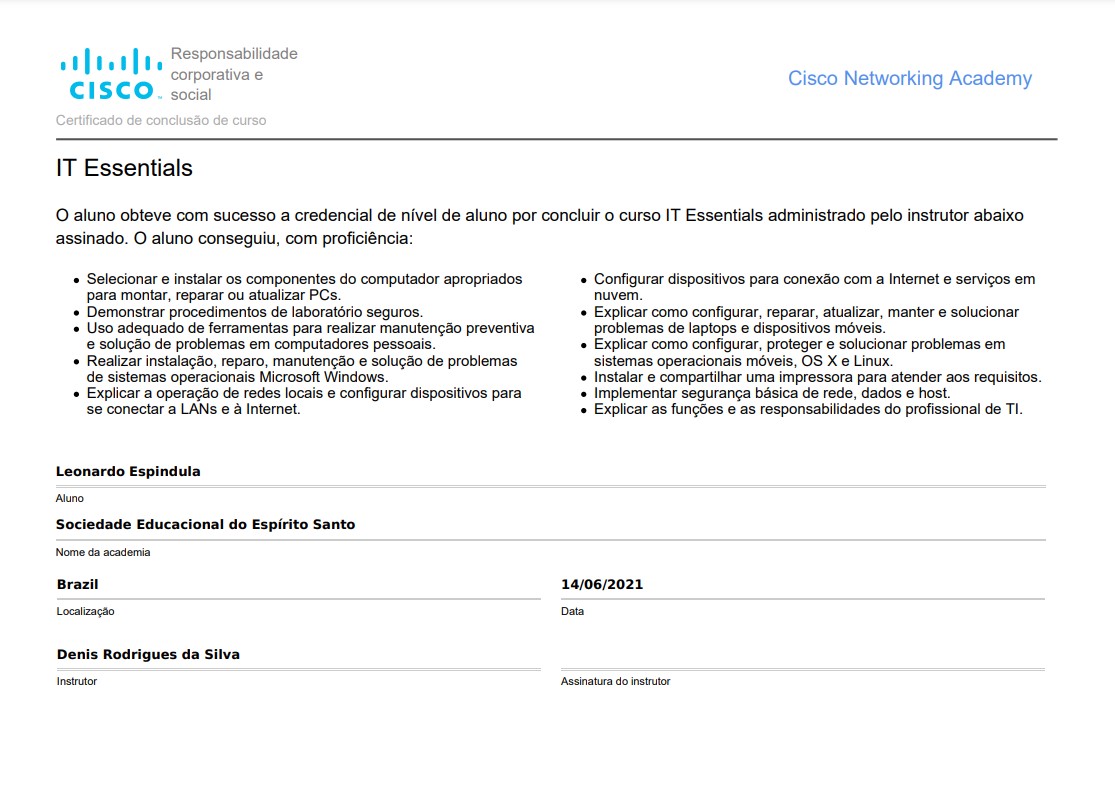 CISCO
Responsabilidade
corporativa e
social
Cisco Networking Academy
Certificado de conclusão de curso
IT Essentials
O aluno obteve com sucesso a credencial de nível de aluno por concluir o curso IT Essentials administrado pelo instrutor abaixo
assinado. O aluno conseguiu, com proficiência:
• Selecionar e instalar os componentes do computador apropriados
para montar, reparar ou atualizar PCs.
• Demonstrar procedimentos de laboratório seguros.
• Uso adequado de ferramentas para realizar manutenção preventiva
e solução de problemas em computadores pessoais.
• Realizar instalação, reparo, manutenção e solução de problemas
de sistemas operacionais Microsoft Windows.
• Explicar a operação de redes locais e configurar dispositivos para
se conectar a LANs e à Internet.
• Configurar dispositivos para conexão com a Internet e serviços em
nuvem.
• Explicar como configurar, reparar, atualizar, manter e solucionar
problemas de laptops e dispositivos móveis.
• Explicar como configurar, proteger e solucionar problemas em
sistemas operacionais móveis, OS X e Linux.
• Instalar e compartilhar uma impressora para atender aos requisitos.
• Implementar segurança básica de rede, dados e host.
• Explicar as funções e as responsabilidades do profissional de TI.
Leonardo Espindula
Aluno
Sociedade Educacional do Espírito Santo
Nome da academia
Brazil
Localização
14/06/2021
Data
Denis Rodrigues da Silva
Instrutor
Assinatura do instrutor